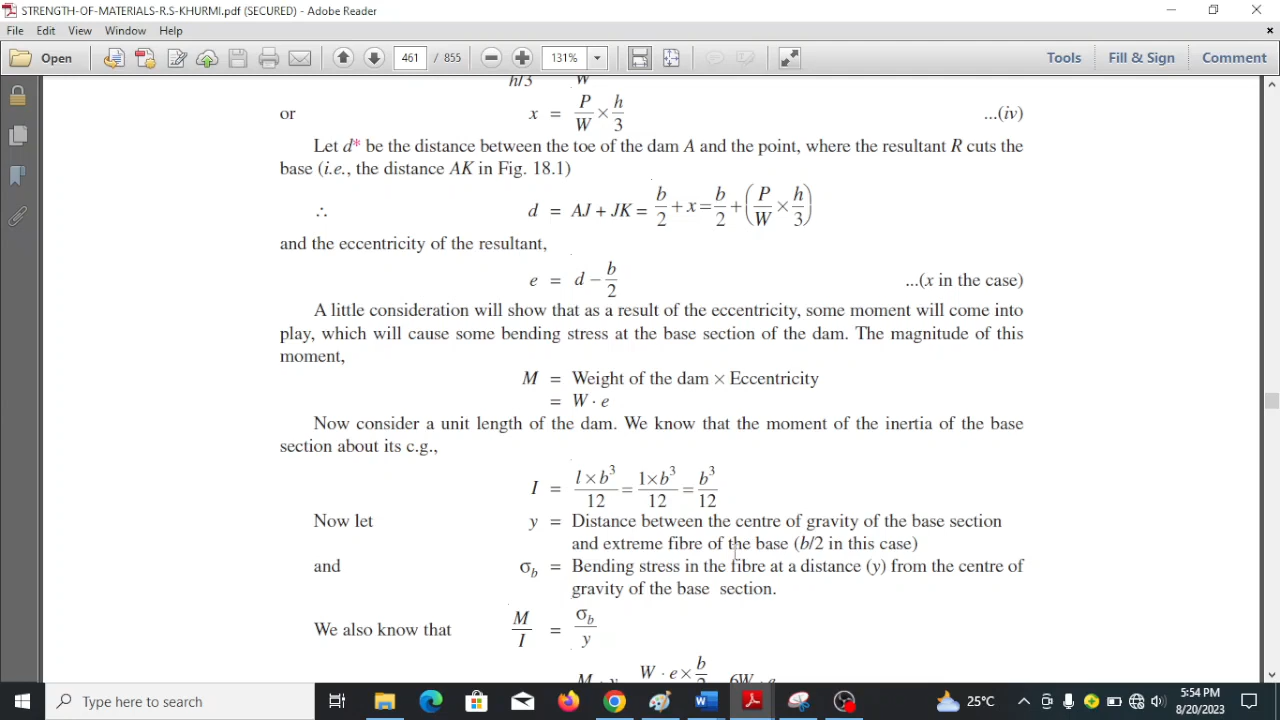 STRENGTH-OF-MATERIALS-R.S-KHURMI.pdf (SECURED) - Adobe Reader
File Edit View Window Help
Open 461 / 855 131% Tools Fill & Sign Comment
h/3 W
or x = P/W × h/3 ...(iv)
Let d* be the distance between the toe of the dam A and the point, where the resultant R cuts the
base (i.e., the distance AK in Fig. 18.1)
∴ d = AJ + JK = b/2 + x = b/2 + (P/W × h/3)
and the eccentricity of the resultant,
e = d − b/2 ...(x in the case)
A little consideration will show that as a result of the eccentricity, some moment will come into
play, which will cause some bending stress at the base section of the dam. The magnitude of this
moment,
M = Weight of the dam × Eccentricity
= W · e
Now consider a unit length of the dam. We know that the moment of the inertia of the base
section about its c.g.,
I = l × b³/12 = 1 × b³/12 = b³/12
Now let y = Distance between the centre of gravity of the base section
and extreme fibre of the base (b/2 in this case)
and σb = Bending stress in the fibre at a distance (y) from the centre of
gravity of the base section.
We also know that M/I = σb/y
M · y W · e × b/2 6W · e
Type here to search 25°C 5:54 PM
8/20/2023